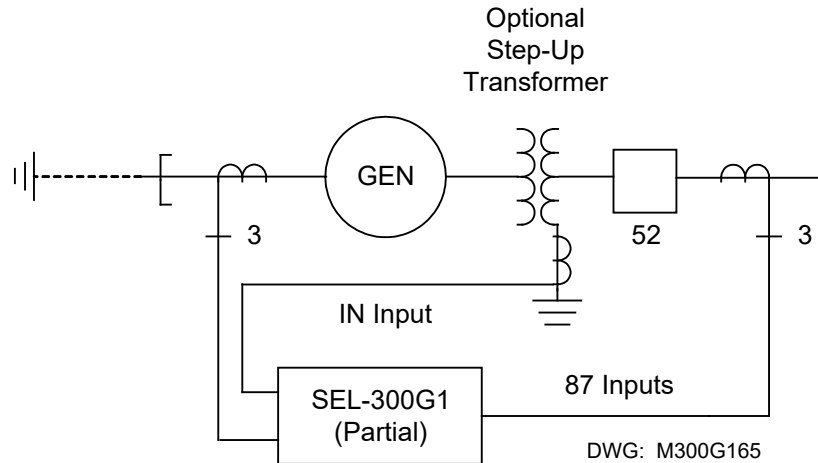 Optional
Step-Up
Transformer
GEN
52
3
3
IN Input
87 Inputs
SEL-300G1
(Partial)
DWG: M300G165